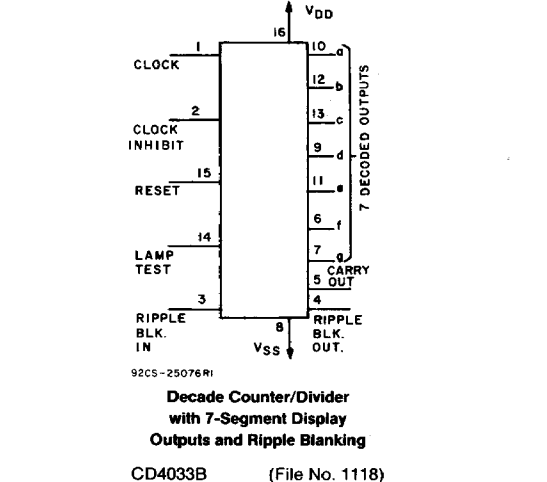 VDD
16
1
CLOCK
2
CLOCK
INHIBIT
15
RESET
14
LAMP
TEST
3
RIPPLE
BLK.
IN
10 a
12 b
13 c
9 d
11 e
6 f
7 g
7 DECODED OUTPUTS
CARRY
5 OUT
4
RIPPLE
BLK.
OUT.
8
VSS
92CS-25076RI
Decade Counter/Divider
with 7-Segment Display
Outputs and Ripple Blanking
CD4033B (File No. 1118)